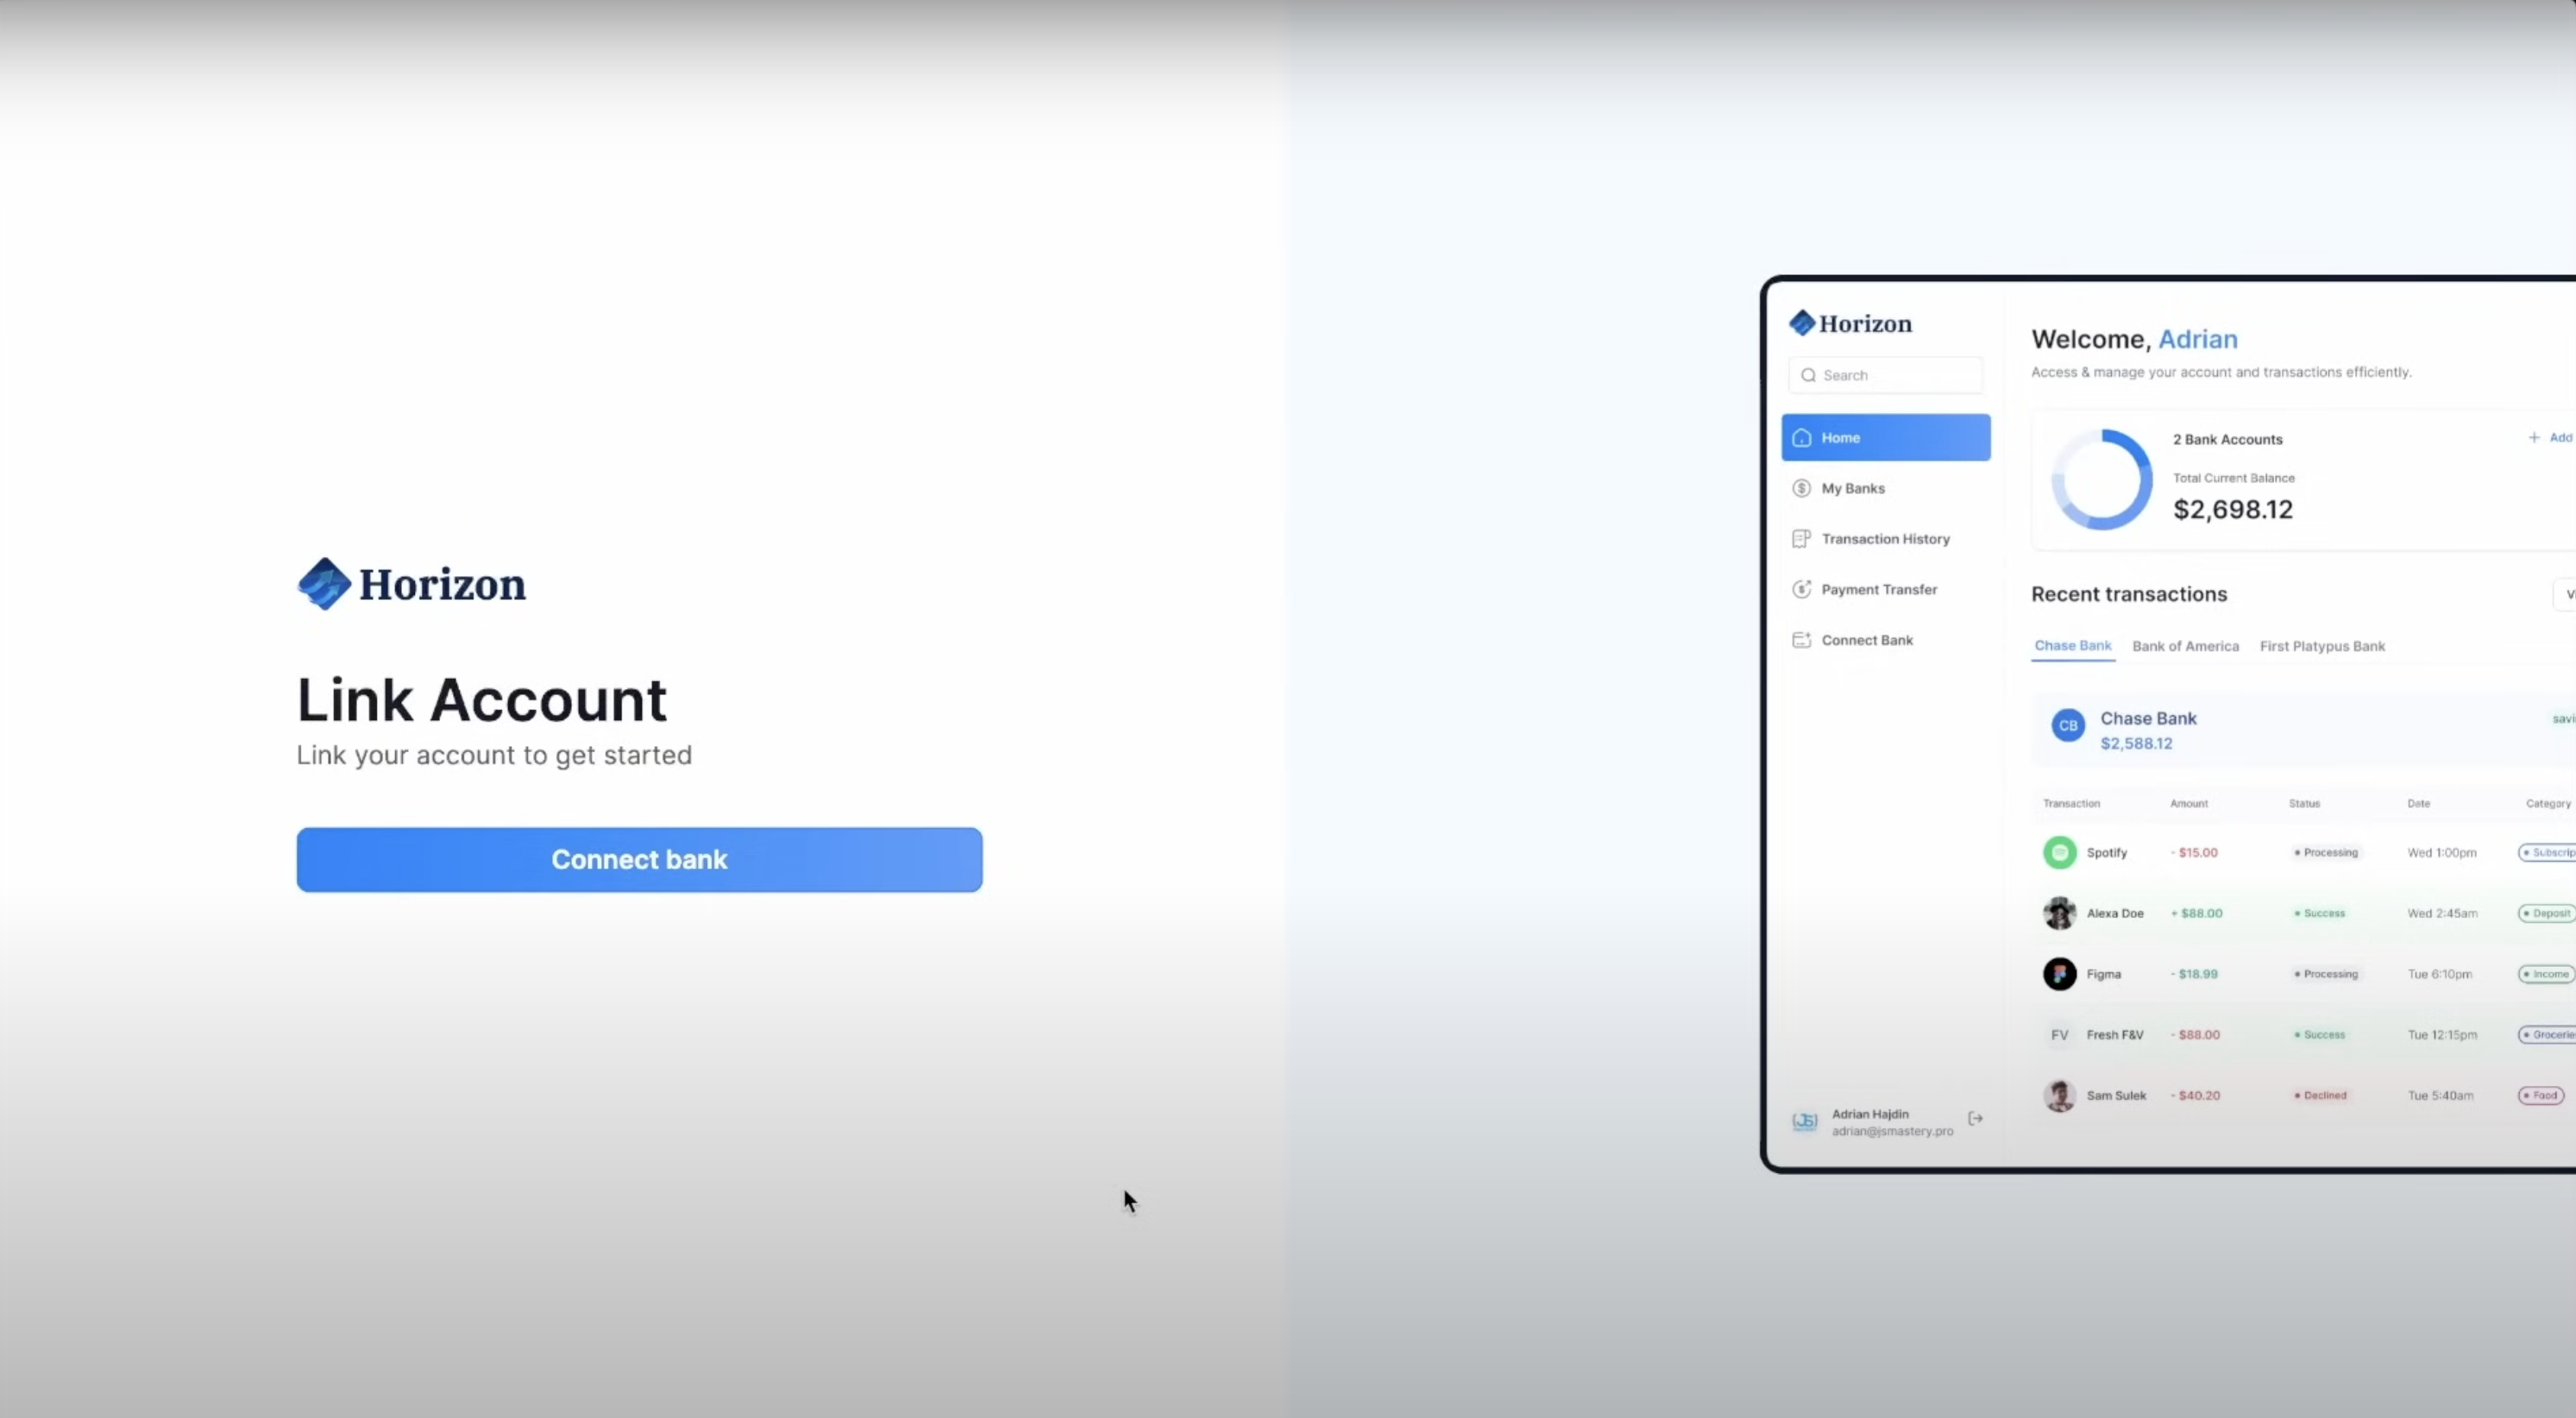 Horizon
Link Account
Link your account to get started
Connect bank
Horizon
Search
Home
My Banks
Transaction History
Payment Transfer
Connect Bank
Adrian Hajdin
adrian@jsmastery.pro
Welcome, Adrian
Access & manage your account and transactions efficiently.
2 Bank Accounts
+ Add
Total Current Balance
$2,698.12
Recent transactions
Chase Bank Bank of America First Platypus Bank
CB Chase Bank
$2,588.12
Transaction Amount Status Date Category
Spotify - $15.00 Processing Wed 1:00pm
Alexa Doe + $88.00 Success Wed 2:45am Deposit
Figma - $18.99 Processing Tue 6:10pm Income
FV Fresh F&V - $88.00 Success Tue 12:15pm
Sam Sulek - $40.20 Declined Tue 5:40am Food